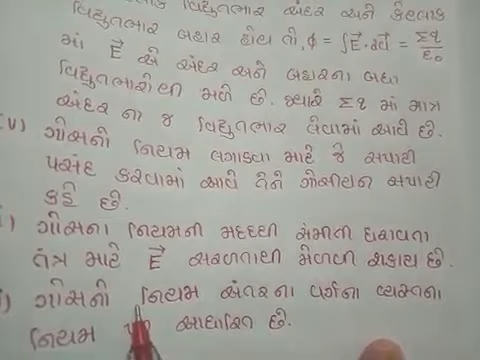 વિદ્યુતભાર અંદર અને કેટલાક
વિદ્યુતભાર બહાર હોય તો, ϕ = ∫E⃗·ds⃗ = Σq/ε₀
માં E⃗ એ અંદર અને બહારના બધા
વિદ્યુતભારોથી મળે છે. જ્યારે Σq માં માત્ર
અંદર ના જ વિદ્યુતભાર લેવામાં આવે છે.
v) ગૉસનો નિયમ લગાડવા માટે જે સપાટી
પસંદ કરવામાં આવે તેને ગૉસીયન સપાટી
કહે છે.
) ગૉસના નિયમની મદદથી સંમીતી ધરાવતા
તંત્ર માટે E⃗ સરળતાથી મેળવી શકાય છે.
) ગૉસનો નિયમ અંતરના વર્ગના વ્યસ્તના
નિયમ આધારિત છે.